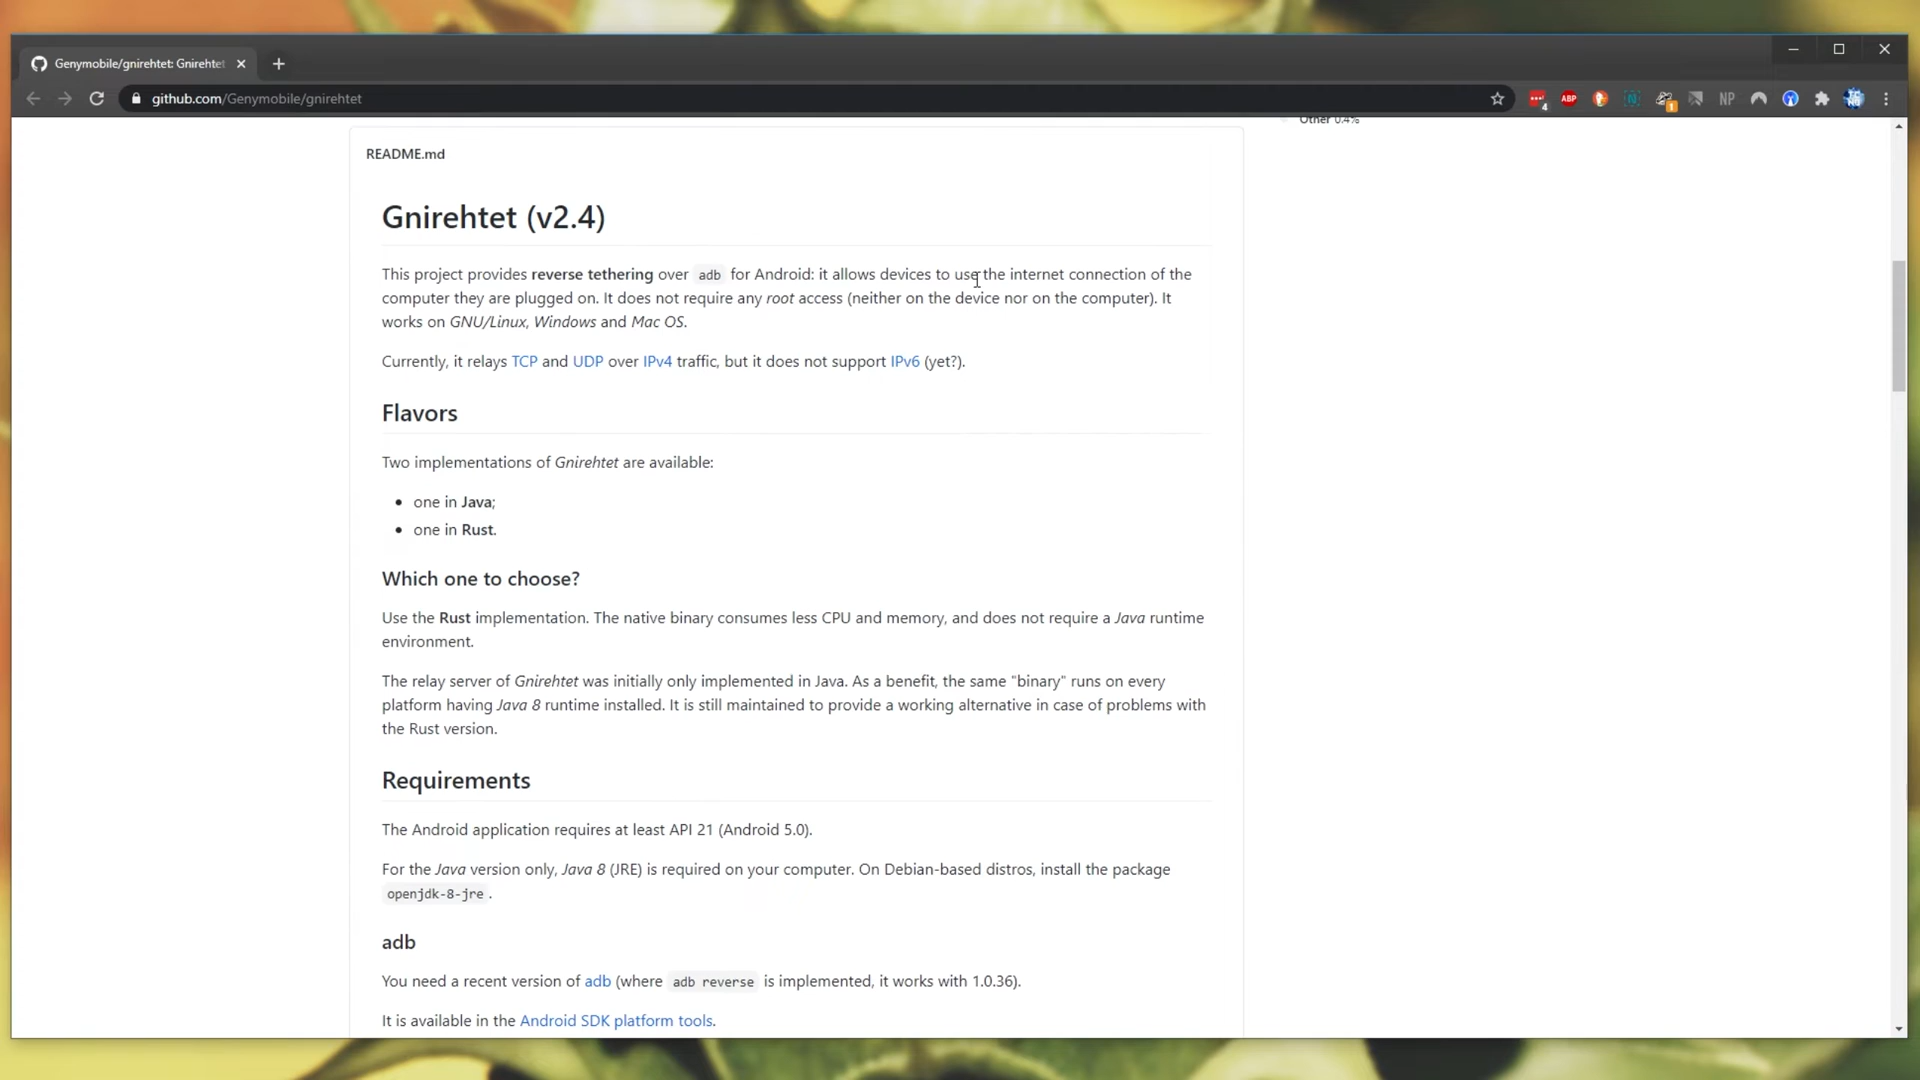 Genymobile/gnirehtet: Gnirehtet
github.com/Genymobile/gnirehtet
4
ABP
N
1
NP
Other 0.4%
README.md
Gnirehtet (v2.4)
This project provides reverse tethering over adb for Android: it allows devices to use the internet connection of the
computer they are plugged on. It does not require any root access (neither on the device nor on the computer). It
works on GNU/Linux, Windows and Mac OS.
Currently, it relays TCP and UDP over IPv4 traffic, but it does not support IPv6 (yet?).
Flavors
Two implementations of Gnirehtet are available:
• one in Java;
• one in Rust.
Which one to choose?
Use the Rust implementation. The native binary consumes less CPU and memory, and does not require a Java runtime
environment.
The relay server of Gnirehtet was initially only implemented in Java. As a benefit, the same "binary" runs on every
platform having Java 8 runtime installed. It is still maintained to provide a working alternative in case of problems with
the Rust version.
Requirements
The Android application requires at least API 21 (Android 5.0).
For the Java version only, Java 8 (JRE) is required on your computer. On Debian-based distros, install the package
openjdk-8-jre .
adb
You need a recent version of adb (where adb reverse is implemented, it works with 1.0.36).
It is available in the Android SDK platform tools.